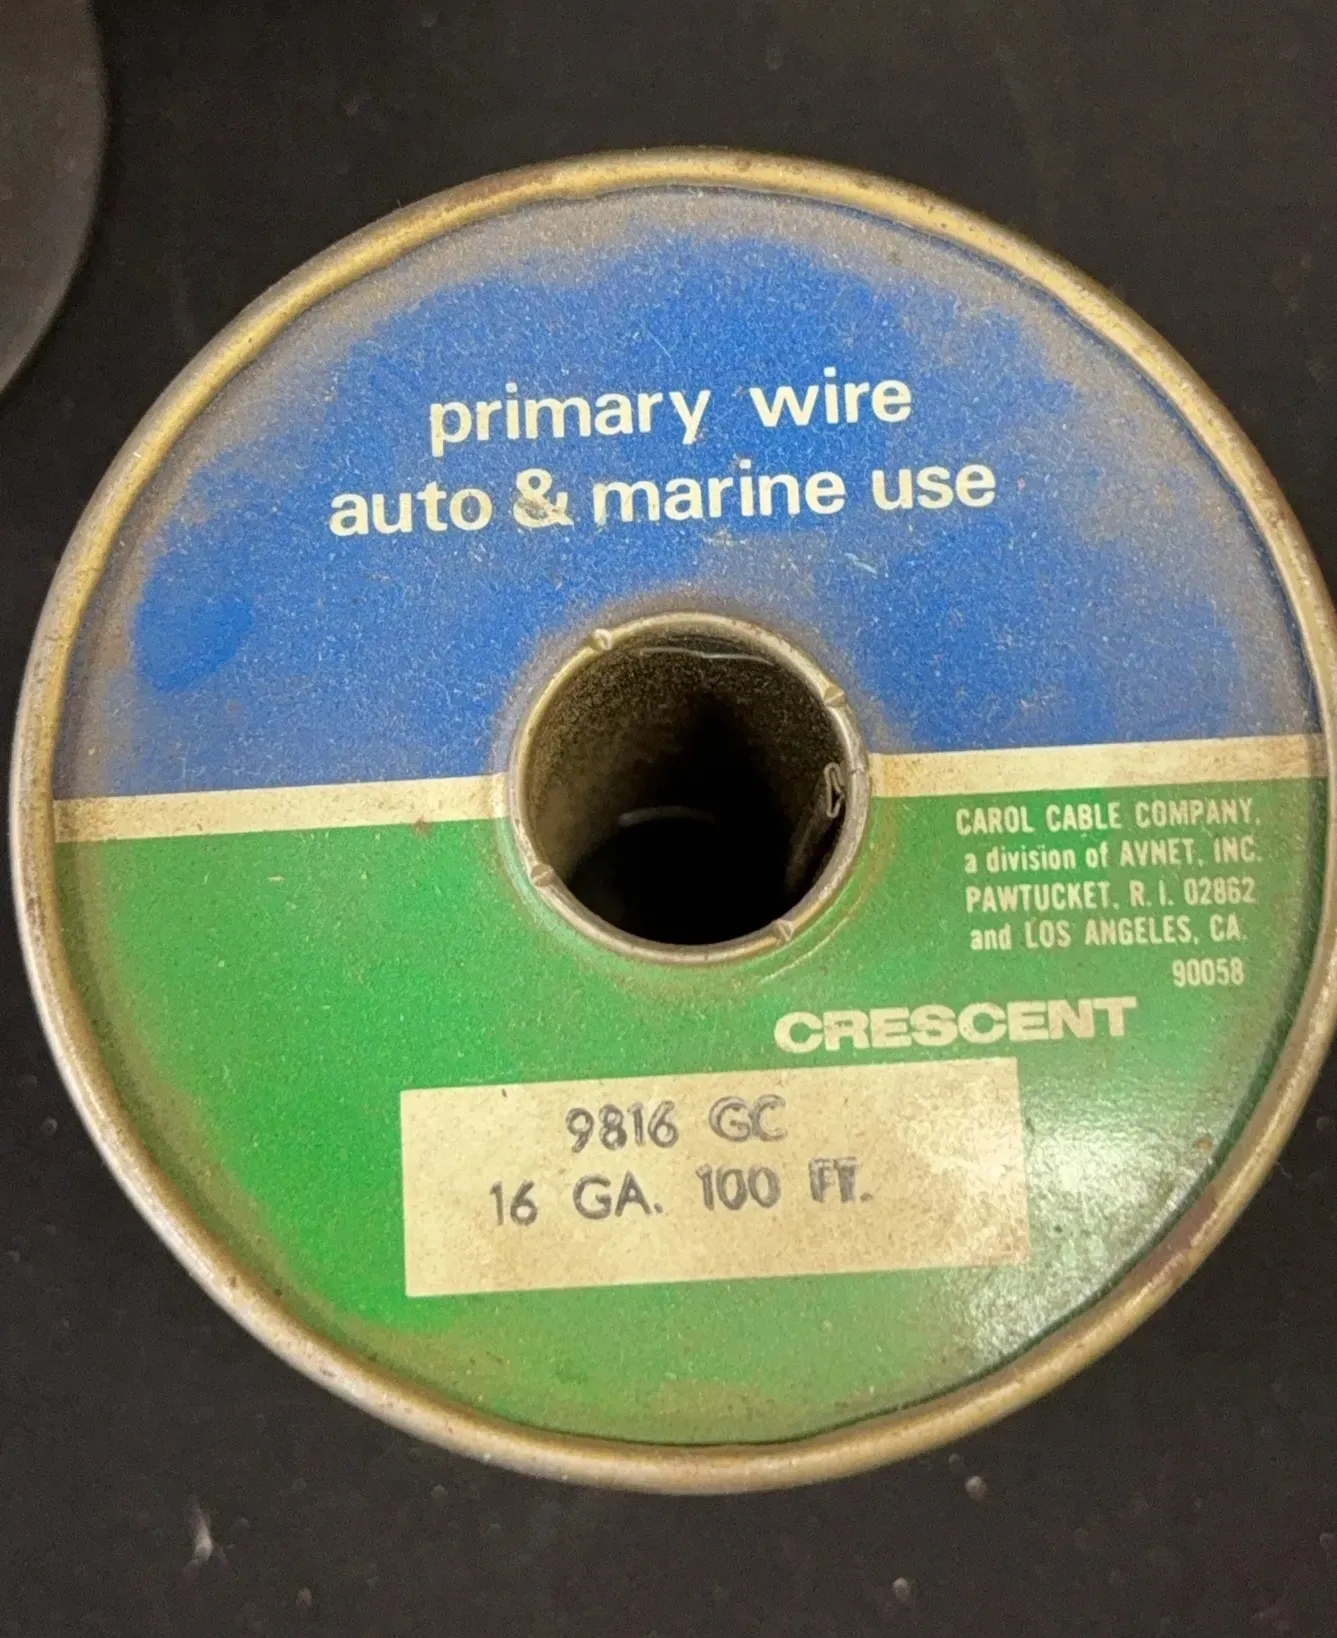 primary wire
auto & marine use
CAROL CABLE COMPANY,
a division of AVNET, INC.
PAWTUCKET, R. I. 02862
and LOS ANGELES, CA.
90058
CRESCENT
9816 GC
16 GA. 100 FT.